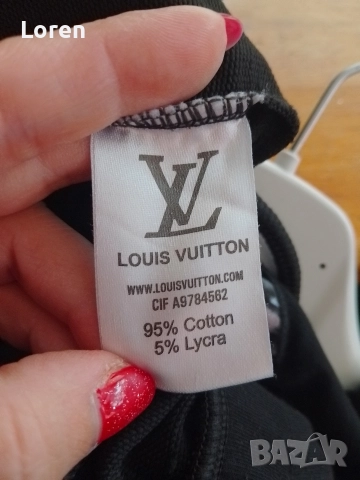 Loren
LV
LOUIS VUITTON
WWW.LOUISVUITTON.COM
CIF A9784562
95% Cotton
5% Lycra
BAZAR